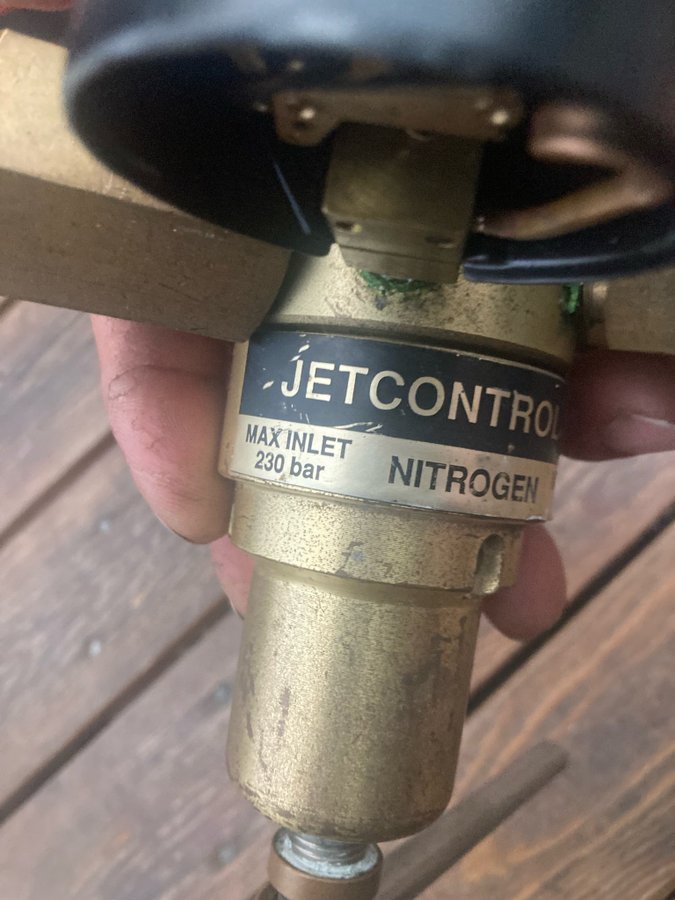 JETCONTROL
MAX INLET
230 bar
NITROGEN